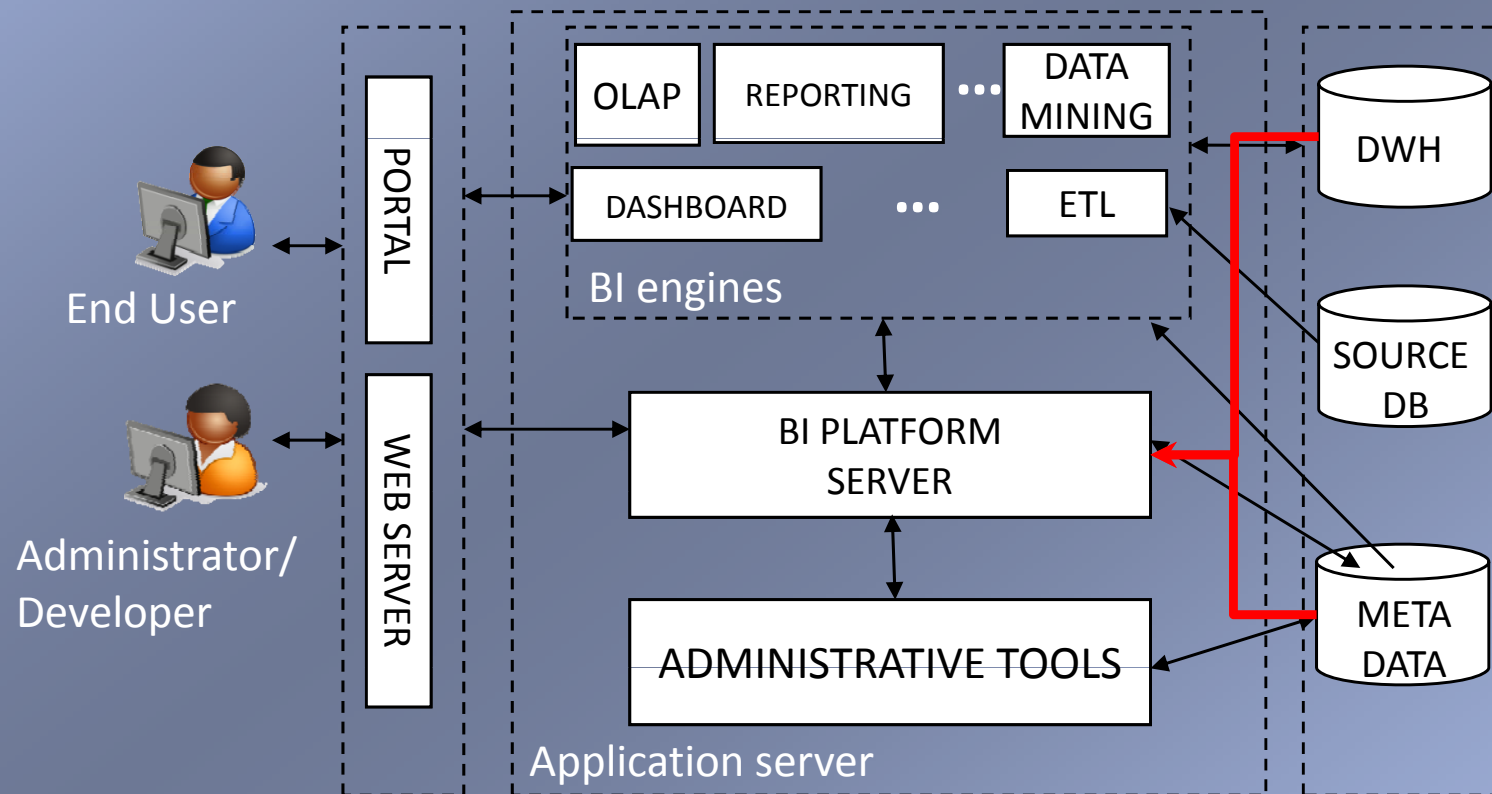 OLAP
REPORTING
...
DATA
MINING
DASHBOARD
...
ETL
BI engines
PORTAL
WEB SERVER
End User
Administrator/
Developer
BI PLATFORM
SERVER
ADMINISTRATIVE TOOLS
Application server
DWH
SOURCE
DB
META
DATA